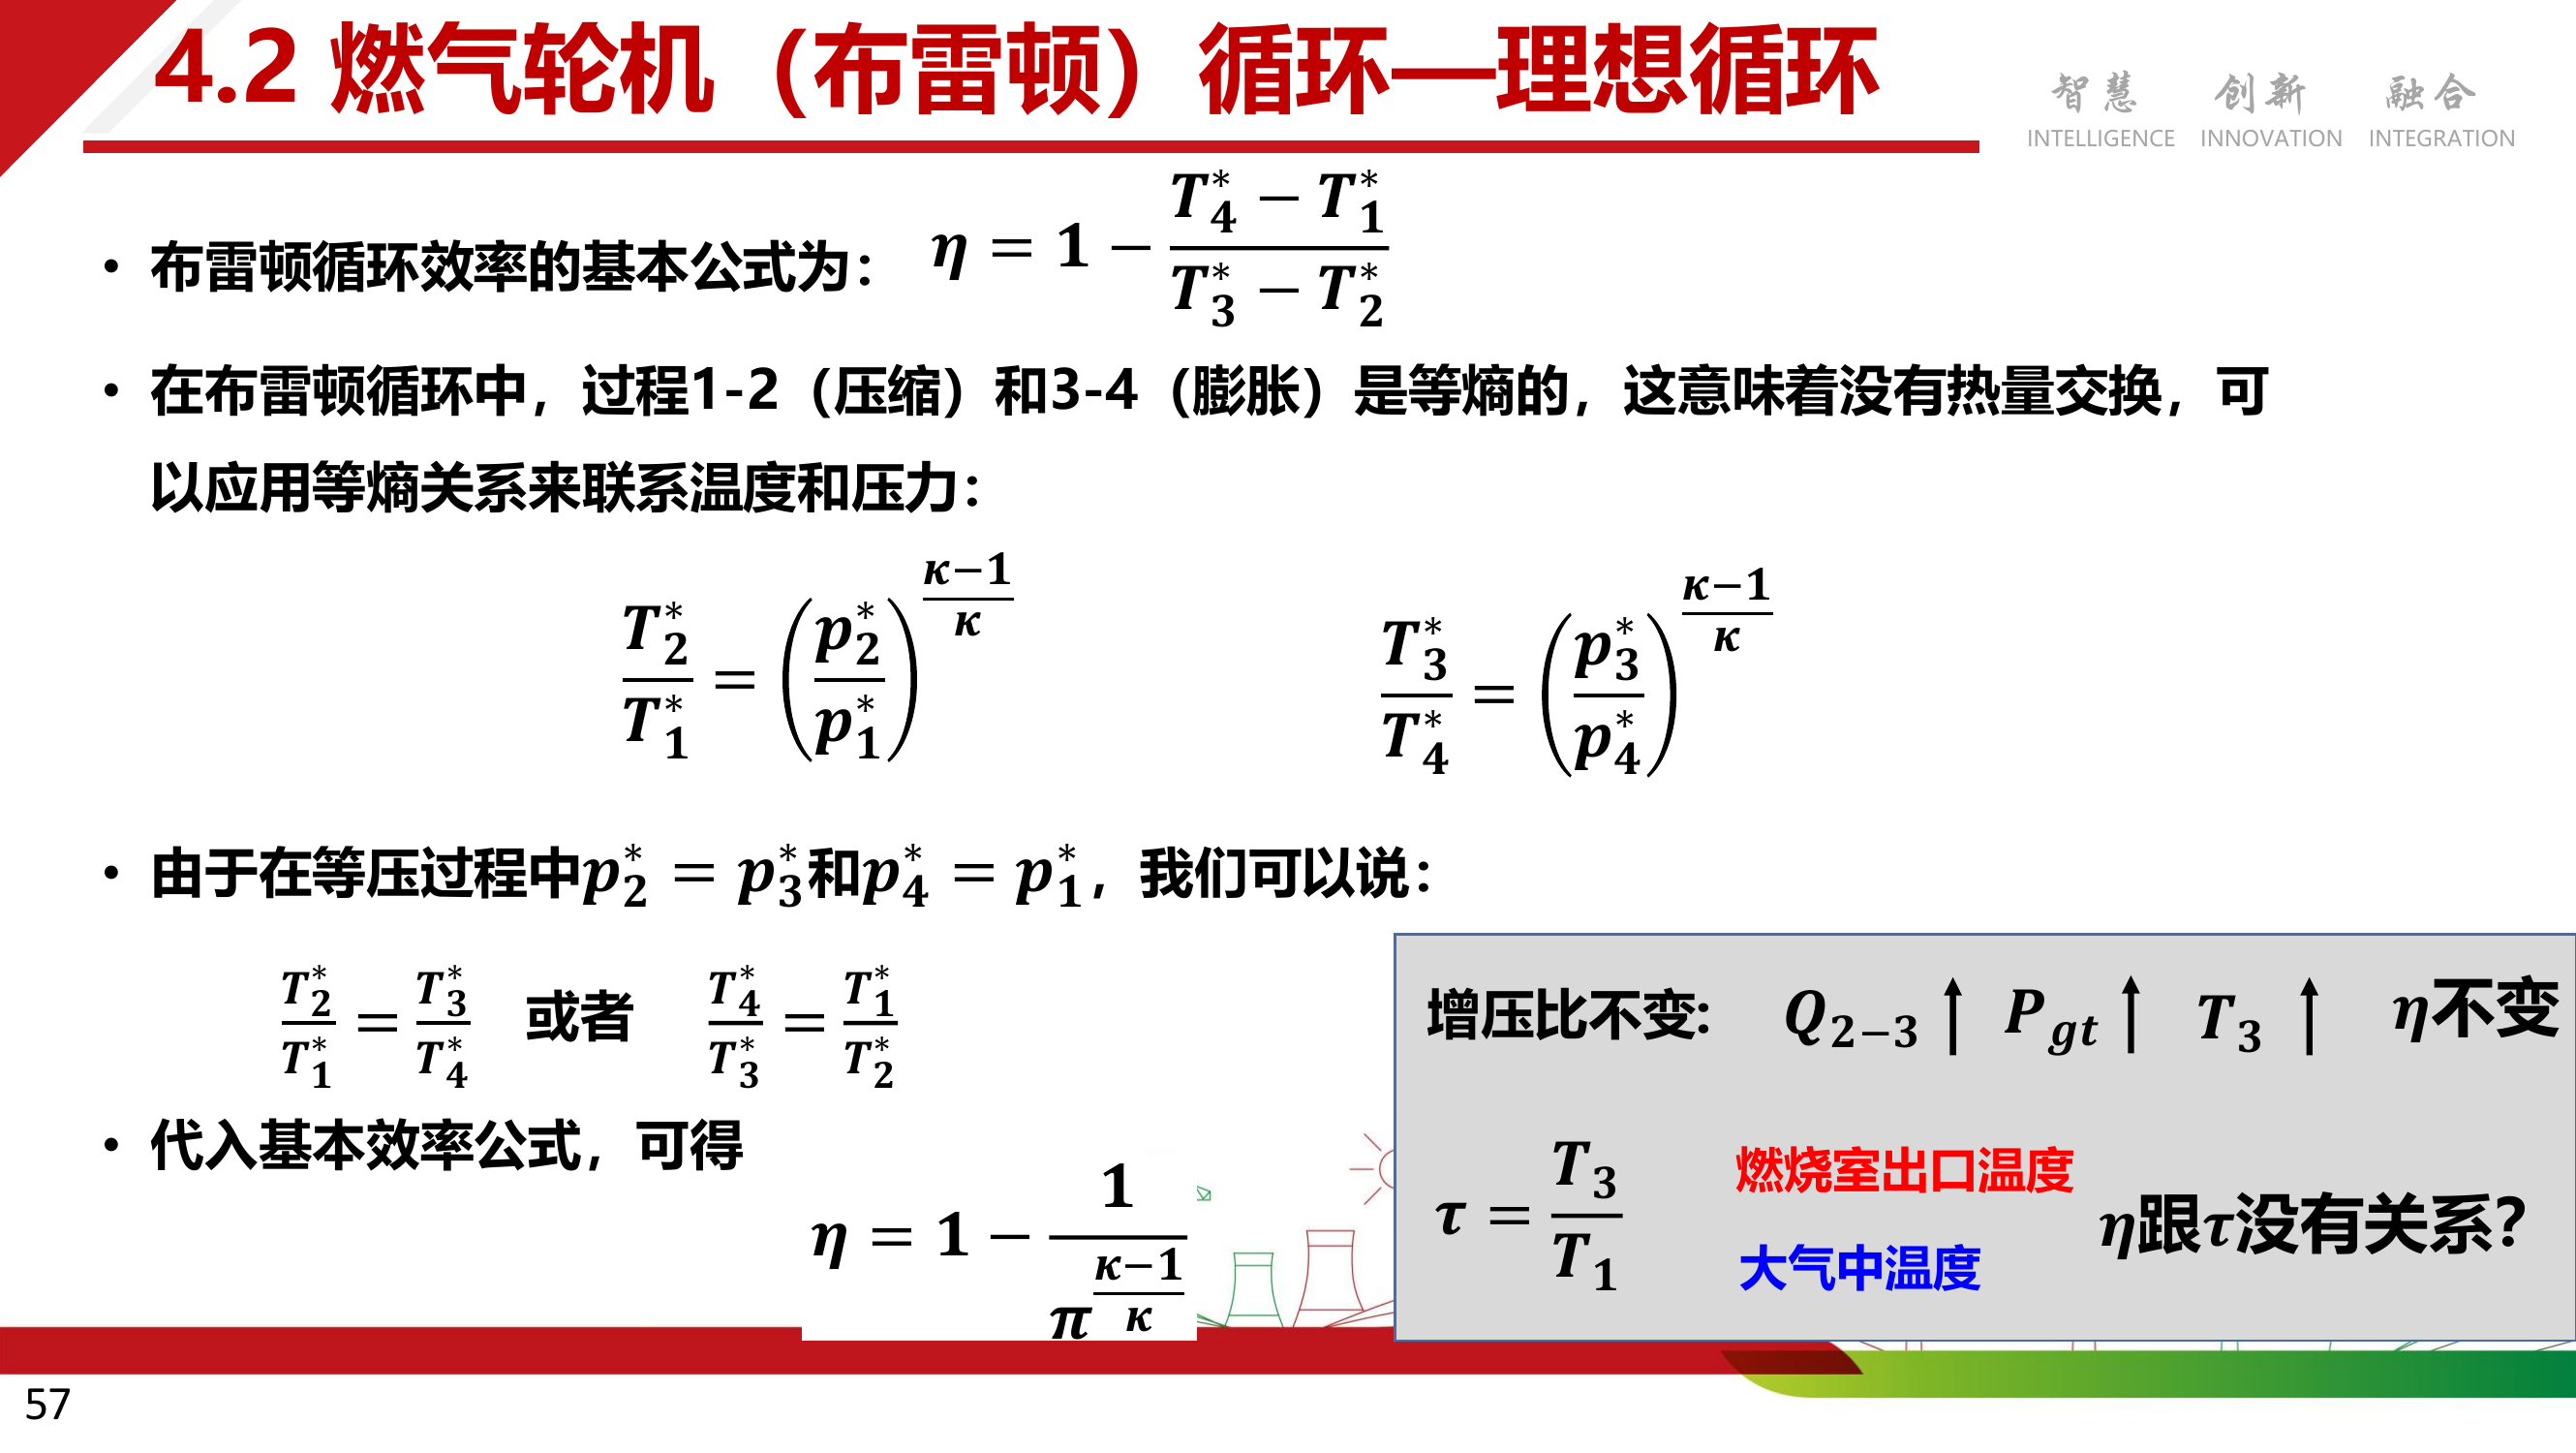 4.2 燃气轮机（布雷顿）循环—理想循环
智慧 创新 融合
INTELLIGENCE INNOVATION INTEGRATION
• 布雷顿循环效率的基本公式为： η = 1 − (T₄* − T₁*)/(T₃* − T₂*)
• 在布雷顿循环中，过程1-2（压缩）和3-4（膨胀）是等熵的，这意味着没有热量交换，可
以应用等熵关系来联系温度和压力：
T₂*/T₁* = (p₂*/p₁*)^((κ−1)/κ) T₃*/T₄* = (p₃*/p₄*)^((κ−1)/κ)
• 由于在等压过程中p₂* = p₃*和p₄* = p₁*，我们可以说：
T₂*/T₁* = T₃*/T₄* 或者 T₄*/T₃* = T₁*/T₂*
• 代入基本效率公式，可得
η = 1 − 1/π^((κ−1)/κ)
增压比不变: Q₂₋₃ ↑ P_gt ↑ T₃ ↑ η不变
τ = T₃/T₁
燃烧室出口温度
大气中温度
η跟τ没有关系?
57